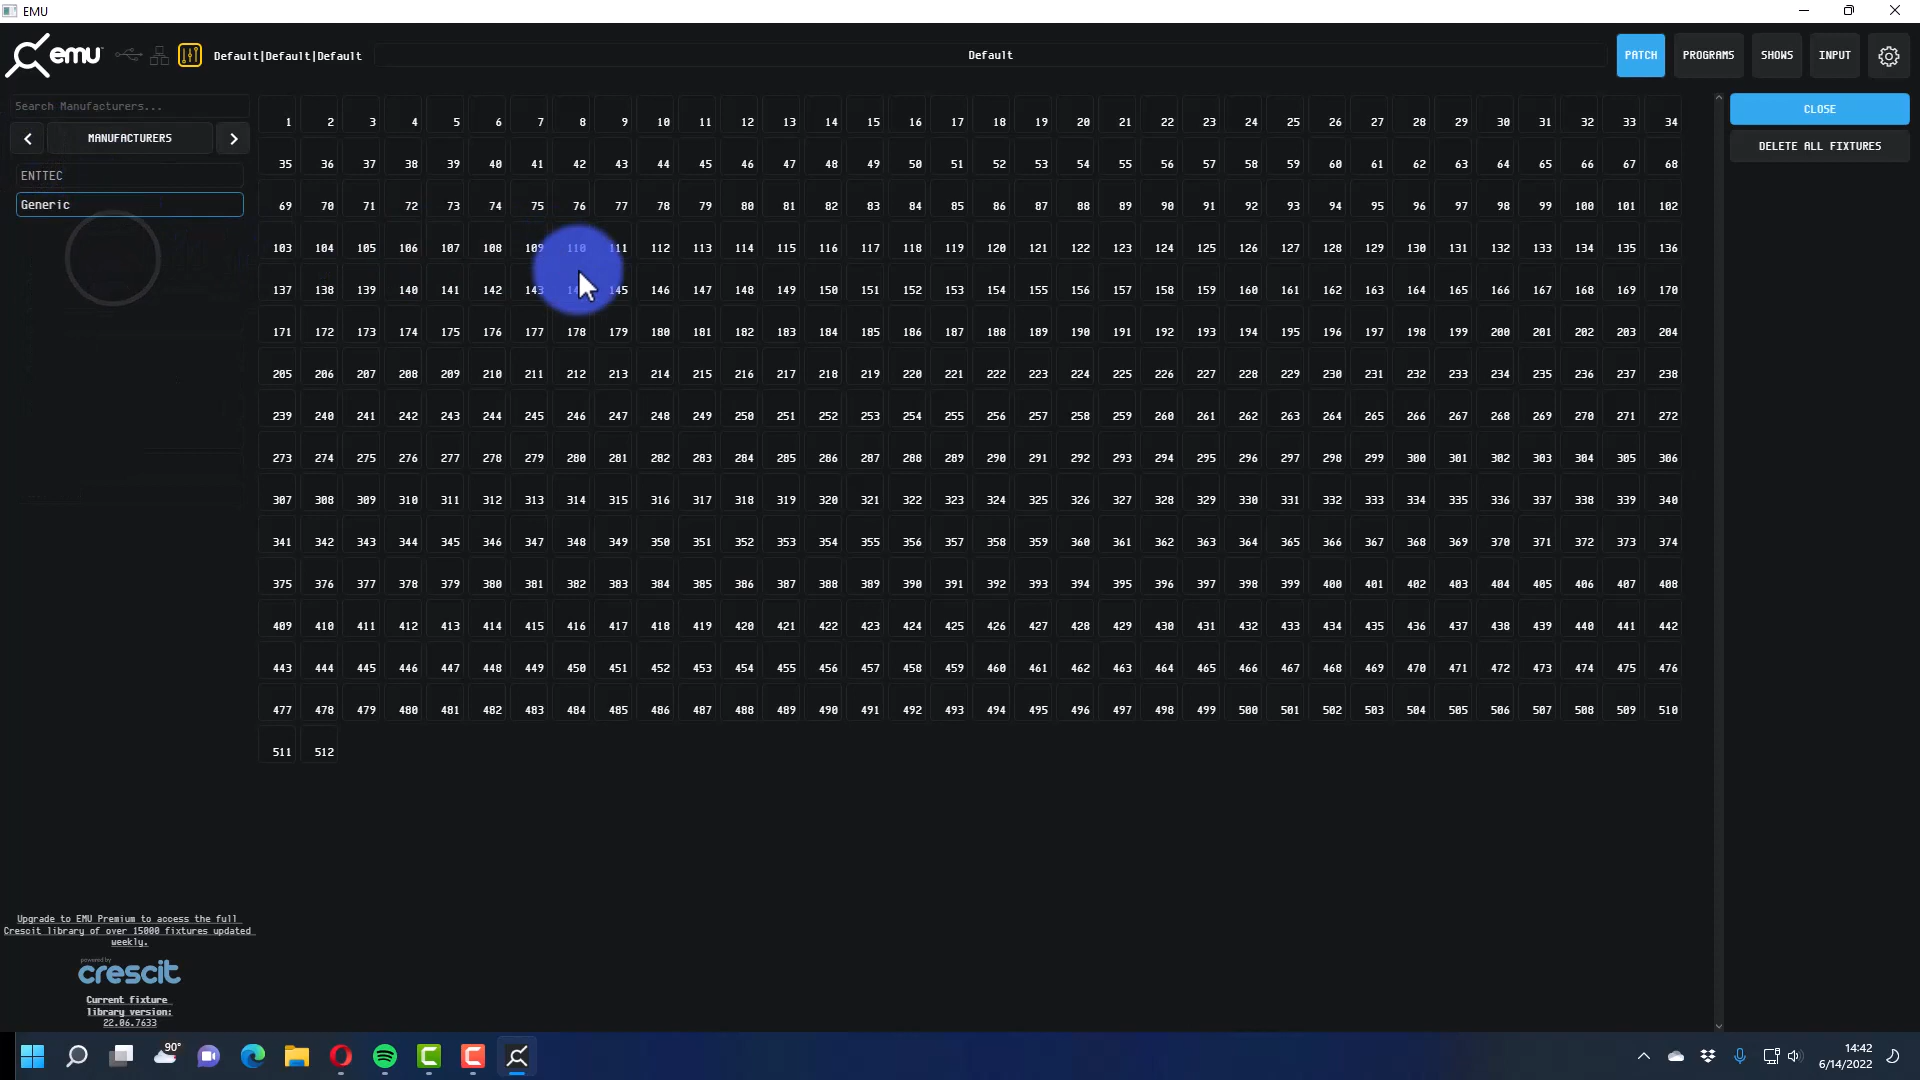 EMU
emu
Default|Default|Default
Default
PATCH
PROGRAMS
SHOWS
INPUT
Search Manufacturers...
MANUFACTURERS
ENTTEC
Generic
1 2 3 4 5 6 7 8 9 10 11 12 13 14 15 16 17 18 19 20 21 22 23 24 25 26 27 28 29 30 31 32 33 34
35 36 37 38 39 40 41 42 43 44 45 46 47 48 49 50 51 52 53 54 55 56 57 58 59 60 61 62 63 64 65 66 67 68
69 70 71 72 73 74 75 76 77 78 79 80 81 82 83 84 85 86 87 88 89 90 91 92 93 94 95 96 97 98 99 100 101 102
103 104 105 106 107 108 109 110 111 112 113 114 115 116 117 118 119 120 121 122 123 124 125 126 127 128 129 130 131 132 133 134 135 136
137 138 139 140 141 142 143 145 146 147 148 149 150 151 152 153 154 155 156 157 158 159 160 161 162 163 164 165 166 167 168 169 170
171 172 173 174 175 176 177 178 179 180 181 182 183 184 185 186 187 188 189 190 191 192 193 194 195 196 197 198 199 200 201 202 203 204
205 206 207 208 209 210 211 212 213 214 215 216 217 218 219 220 221 222 223 224 225 226 227 228 229 230 231 232 233 234 235 236 237 238
239 240 241 242 243 244 245 246 247 248 249 250 251 252 253 254 255 256 257 258 259 260 261 262 263 264 265 266 267 268 269 270 271 272
273 274 275 276 277 278 279 280 281 282 283 284 285 286 287 288 289 290 291 292 293 294 295 296 297 298 299 300 301 302 303 304 305 306
307 308 309 310 311 312 313 314 315 316 317 318 319 320 321 322 323 324 325 326 327 328 329 330 331 332 333 334 335 336 337 338 339 340
341 342 343 344 345 346 347 348 349 350 351 352 353 354 355 356 357 358 359 360 361 362 363 364 365 366 367 368 369 370 371 372 373 374
375 376 377 378 379 380 381 382 383 384 385 386 387 388 389 390 391 392 393 394 395 396 397 398 399 400 401 402 403 404 405 406 407 408
409 410 411 412 413 414 415 416 417 418 419 420 421 422 423 424 425 426 427 428 429 430 431 432 433 434 435 436 437 438 439 440 441 442
443 444 445 446 447 448 449 450 451 452 453 454 455 456 457 458 459 460 461 462 463 464 465 466 467 468 469 470 471 472 473 474 475 476
477 478 479 480 481 482 483 484 485 486 487 488 489 490 491 492 493 494 495 496 497 498 499 500 501 502 503 504 505 506 507 508 509 510
511 512
CLOSE
DELETE ALL FIXTURES
Upgrade to EMU Premium to access the full
Crescit library of over 15000 fixtures updated
weekly.
powered by
crescit
Current fixture
library version:
22.06.7633
90°
14:42
6/14/2022